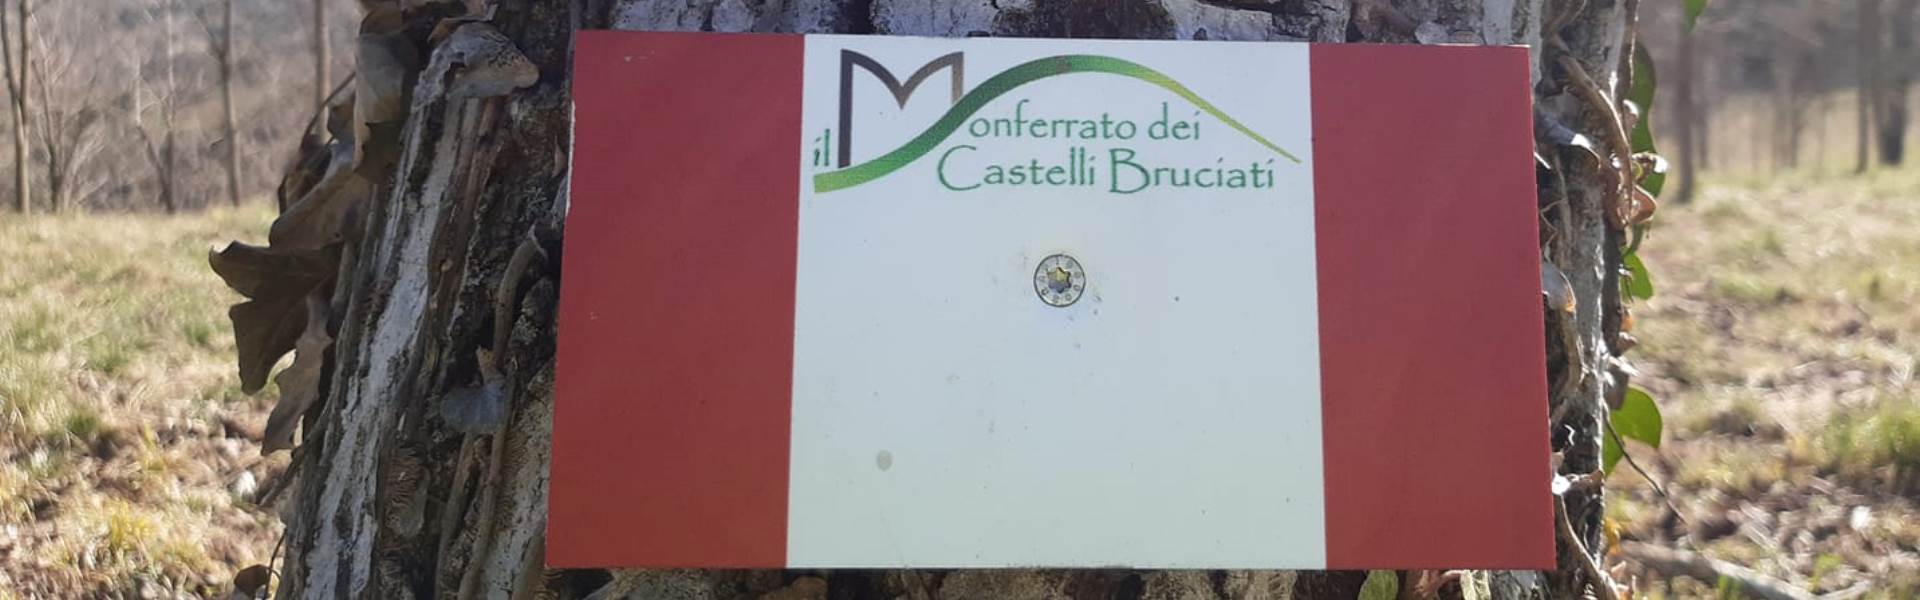 il Monferrato dei
Castelli Bruciati